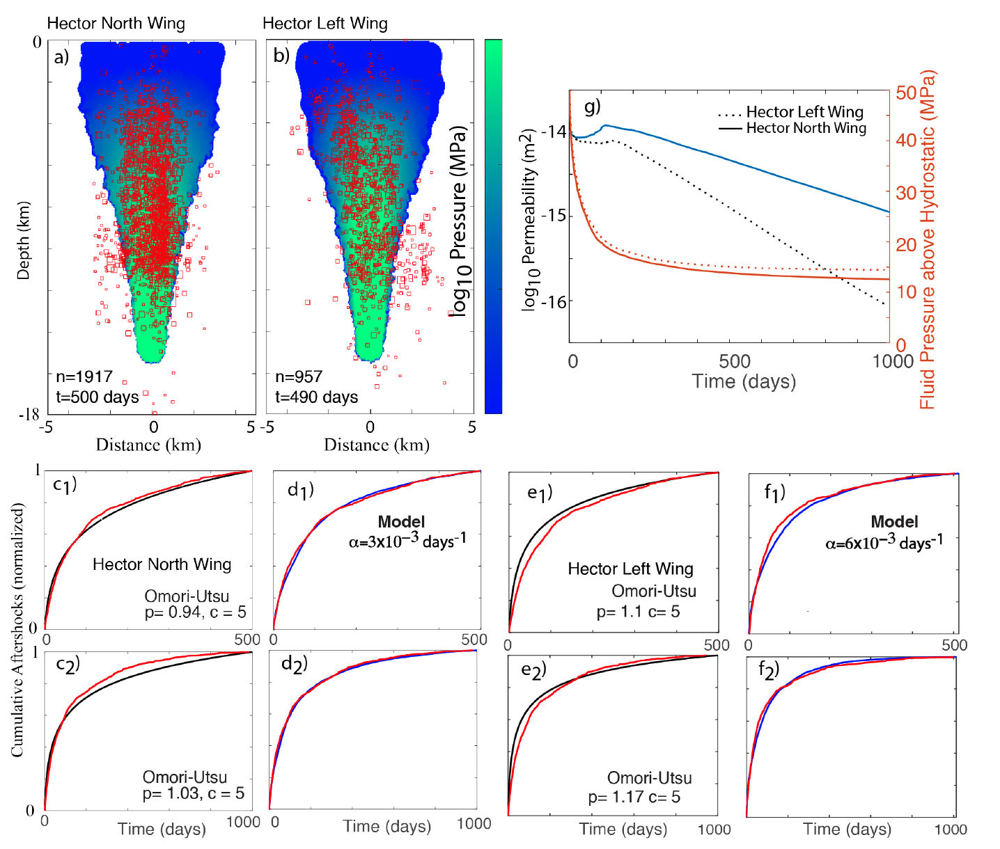 Hector North Wing
Hector Left Wing
0
a)
b)
Depth (km)
n=1917
t=500 days
n=957
t=490 days
-18
-5
0
5
-5
0
5
Distance (km)
Distance (km)
log10 Pressure (MPa)
g)
Hector Left Wing
Hector North Wing
log10 Permeability (m2)
-14
-15
-16
50
40
30
20
10
0
Fluid Pressure above Hydrostatic (MPa)
0
500
1000
Time (days)
Cumulative Aftershocks (normalized)
1
0
c1)
Hector North Wing
Omori-Utsu
p= 0.94, c = 5
0
500
d1)
Model
α=3x10−3 days-1
0
500
e1)
Hector Left Wing
Omori-Utsu
p= 1.1 c= 5
0
500
f1)
Model
α=6x10−3 days-1
0
500
1
0
c2)
Omori-Utsu
p= 1.03, c = 5
0
1000
Time (days)
d2)
0
1000
Time (days)
e2)
Omori-Utsu
p= 1.17 c= 5
0
1000
Time (days)
f2)
0
1000
Time (days)